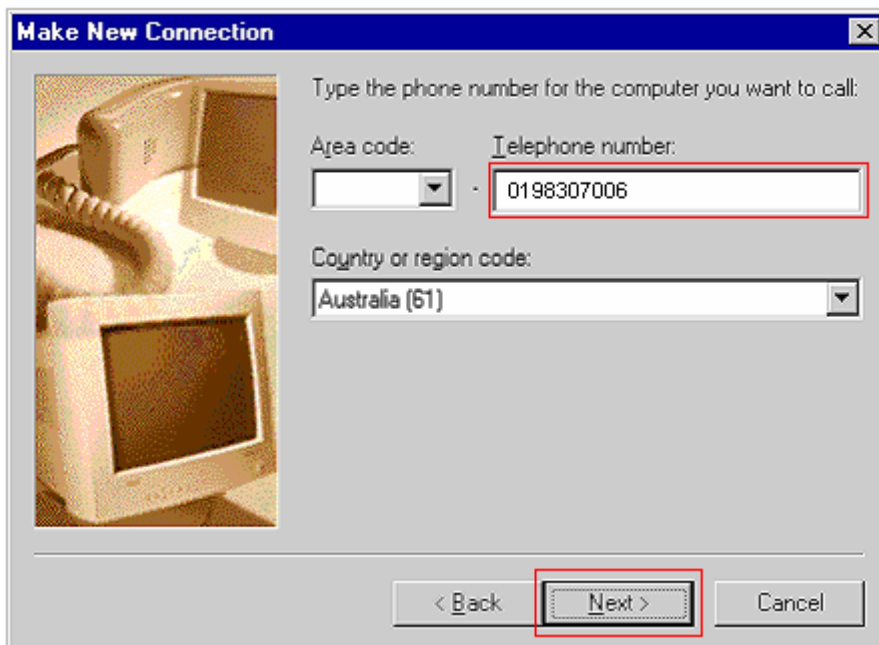 Make New Connection
Type the phone number for the computer you want to call:
Area code: Telephone number:
- 0198307006
Country or region code:
Australia (61)
< Back Next > Cancel